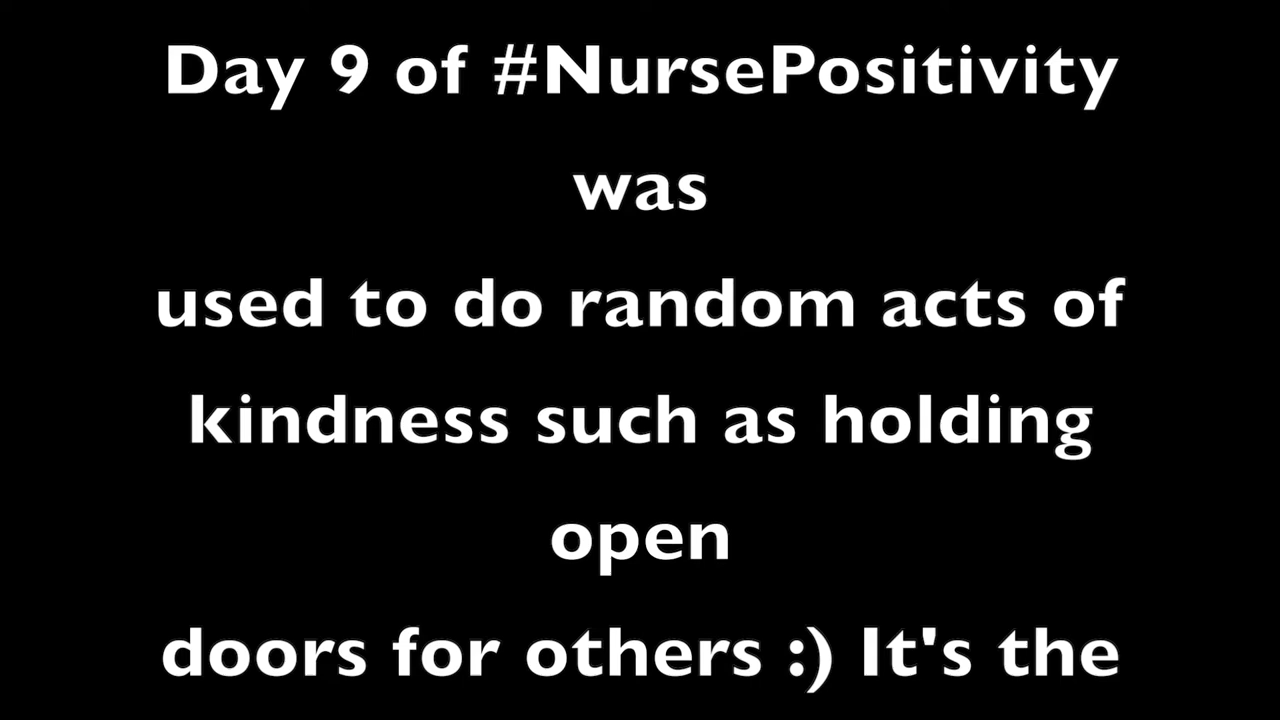 Day 9 of #NursePositivity
was
used to do random acts of
kindness such as holding
open
doors for others :) It's the